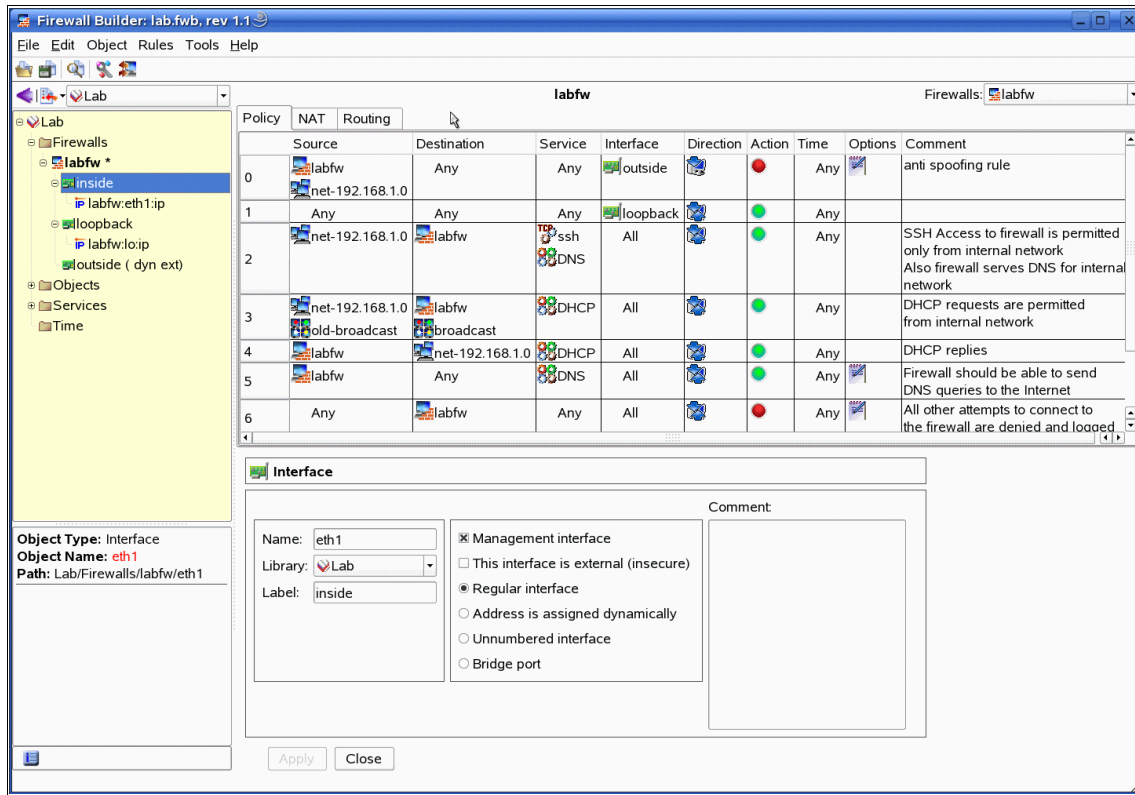 Firewall Builder: lab.fwb, rev 1.1
File Edit Object Rules Tools Help
Lab
labfw
Firewalls: labfw
Lab
Firewalls
labfw *
inside
labfw:eth1:ip
loopback
labfw:lo:ip
outside ( dyn ext)
Objects
Services
Time
Policy NAT Routing
Source Destination Service Interface Direction Action Time Options Comment
0 labfw Any Any outside Any anti spoofing rule
net-192.168.1.0
1 Any Any Any loopback Any
2 net-192.168.1.0 labfw TCP ssh All Any SSH Access to firewall is permitted
DNS only from internal network
Also firewall serves DNS for internal
network
3 net-192.168.1.0 labfw DHCP All Any DHCP requests are permitted
old-broadcast broadcast from internal network
4 labfw net-192.168.1.0 DHCP All Any DHCP replies
5 labfw Any DNS All Any Firewall should be able to send
DNS queries to the Internet
6 Any labfw Any All Any All other attempts to connect to
the firewall are denied and logged
Object Type: Interface
Object Name: eth1
Path: Lab/Firewalls/labfw/eth1
Interface
Name: eth1
Library: Lab
Label: inside
Management interface
This interface is external (insecure)
Regular interface
Address is assigned dynamically
Unnumbered interface
Bridge port
Comment:
Apply Close